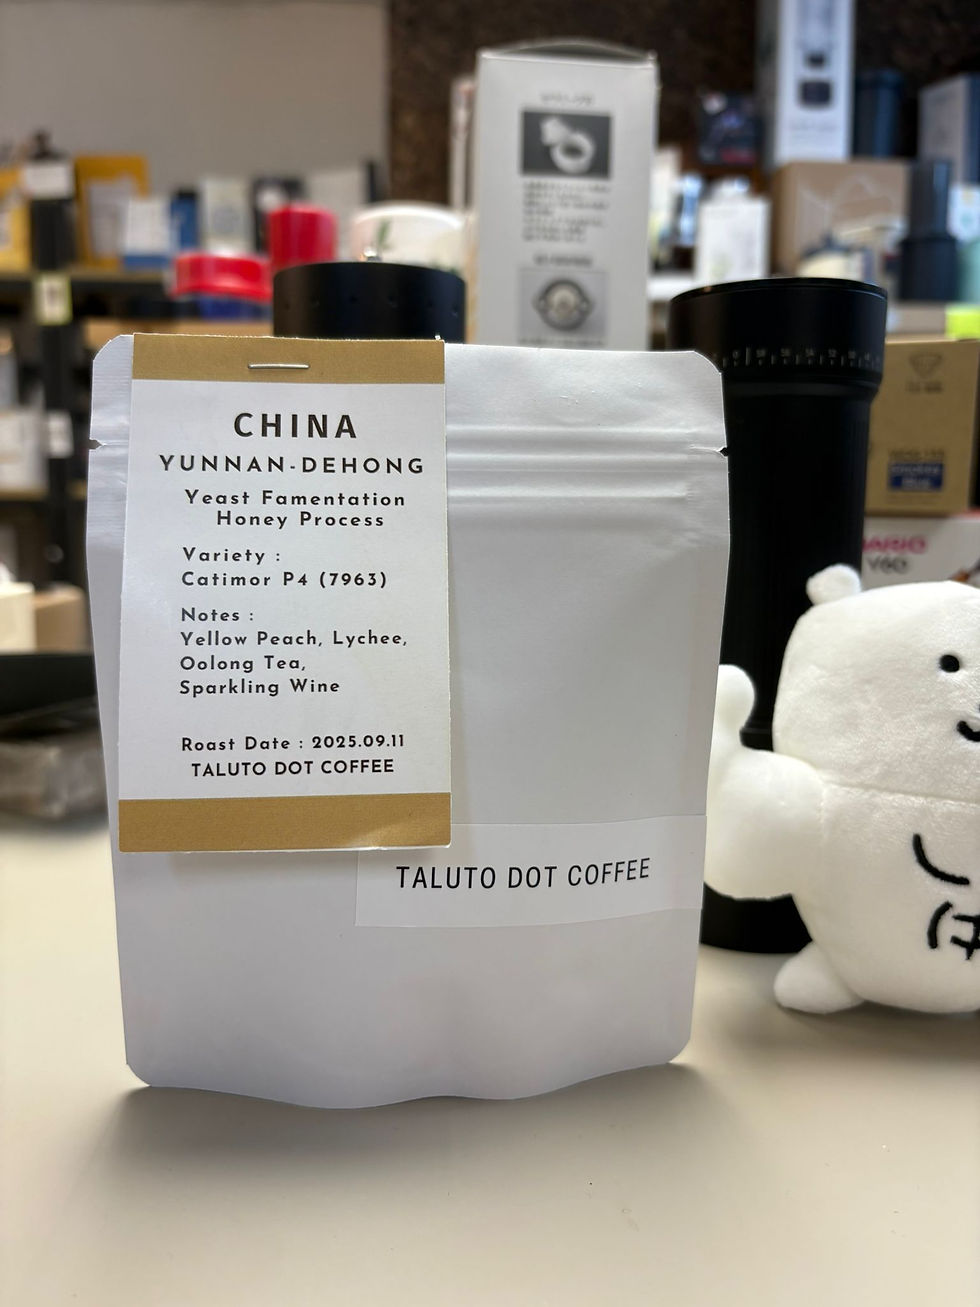 CHINA
YUNNAN-DEHONG
Yeast Famentation
Honey Process
Variety :
Catimor P4 (7963)
Notes :
Yellow Peach, Lychee,
Oolong Tea,
Sparkling Wine
Roast Date : 2025.09.11
TALUTO DOT COFFEE
TALUTO DOT COFFEE